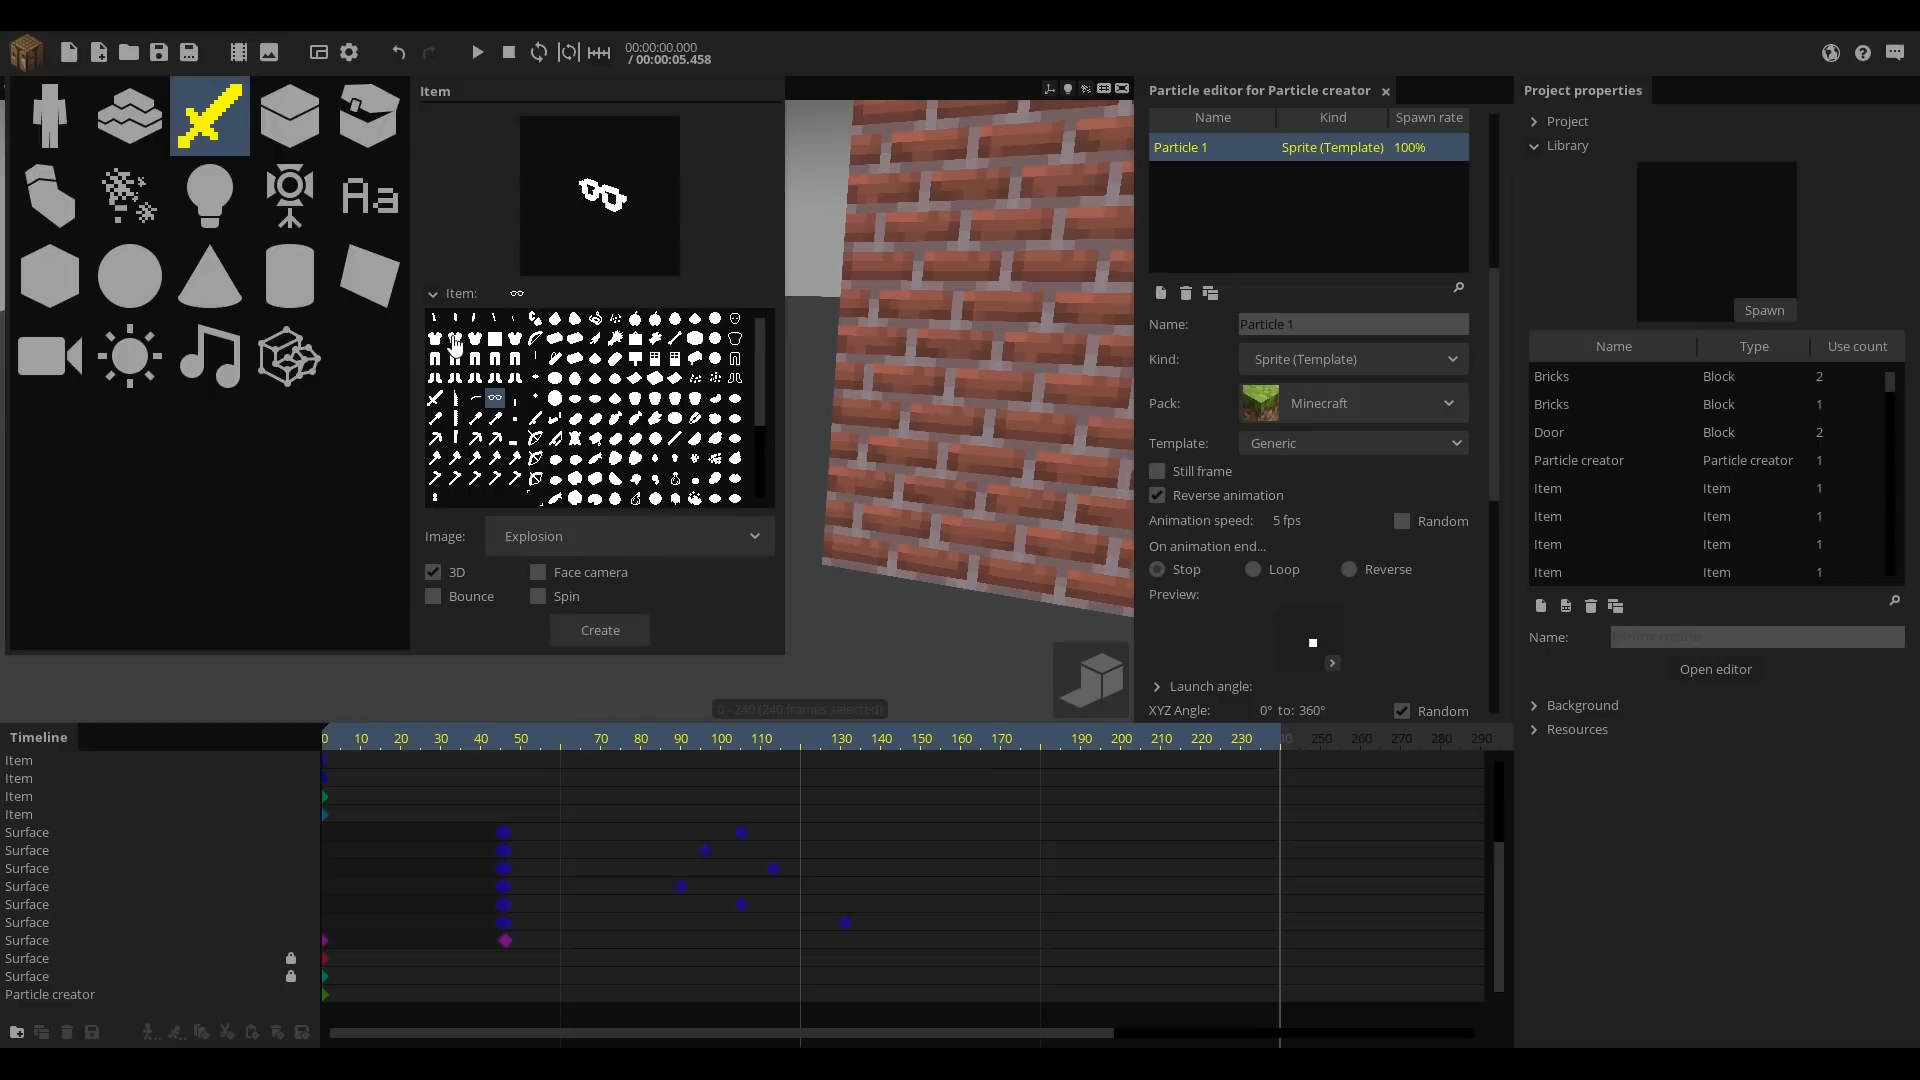 00:00:00.000
/ 00:00:05.458
Item
Item:
Image: Explosion
3D Face camera
Bounce Spin
Create
Particle editor for Particle creator
Name Kind Spawn rate
Particle 1 Sprite (Template) 100%
Name: Particle 1
Kind: Sprite (Template)
Pack: Minecraft
Template: Generic
Still frame
Reverse animation
Animation speed: 5 fps Random
On animation end...
Stop Loop Reverse
Preview:
Launch angle:
XYZ Angle: 0° to: 360° Random
Project properties
Project
Library
Spawn
Name Type Use count
Bricks Block 2
Bricks Block 1
Door Block 2
Particle creator Particle creator 1
Item Item 1
Item Item 1
Item Item 1
Item Item 1
Name:
Open editor
Background
Resources
0 - 240 (240 frames selected)
Timeline
0 10 20 30 40 50 70 80 90 100 110 130 140 150 160 170 190 200 210 220 230 250 260 270 280 290
Item
Item
Item
Item
Surface
Surface
Surface
Surface
Surface
Surface
Surface
Surface
Surface
Particle creator